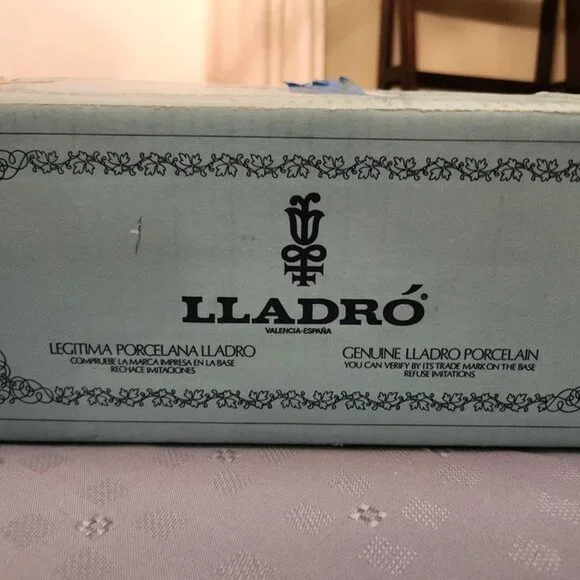 LLADRÓ
VALENCIA-ESPAÑA
LEGITIMA PORCELANA LLADRO
COMPRUEBE LA MARCA IMPRESA EN LA BASE
RECHACE IMITACIONES
GENUINE LLADRO PORCELAIN
YOU CAN VERIFY BY ITS TRADE MARK ON THE BASE
REFUSE IMITATIONS